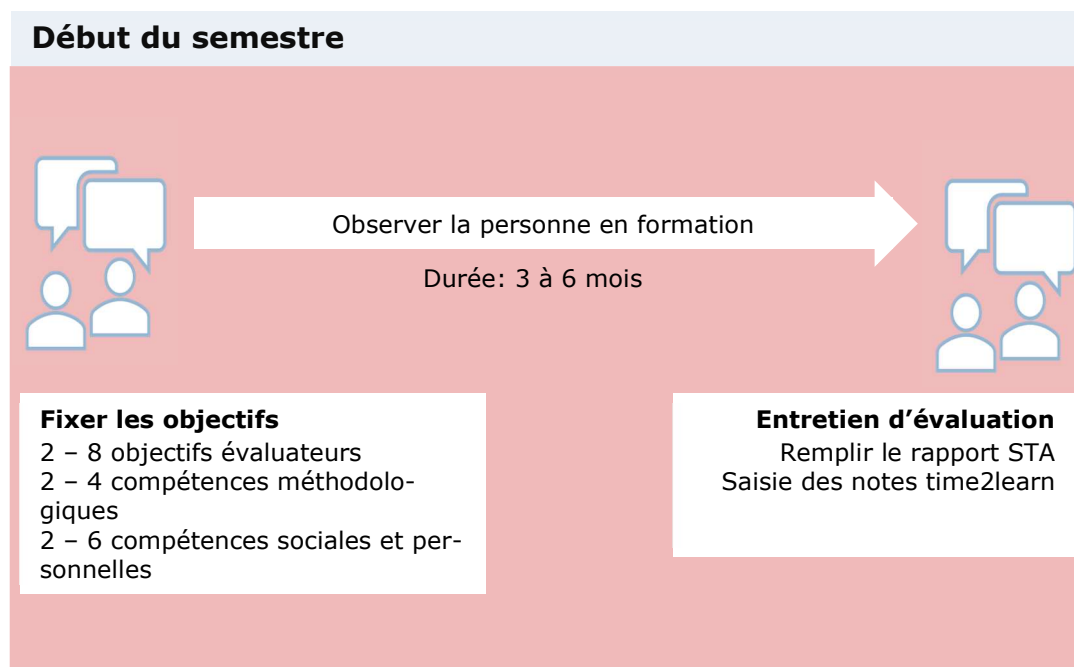 Début du semestre
Observer la personne en formation
Durée: 3 à 6 mois
Fixer les objectifs
2 – 8 objectifs évaluateurs
2 – 4 compétences méthodolo-
giques
2 – 6 compétences sociales et per-
sonnelles
Entretien d’évaluation
Remplir le rapport STA
Saisie des notes time2learn